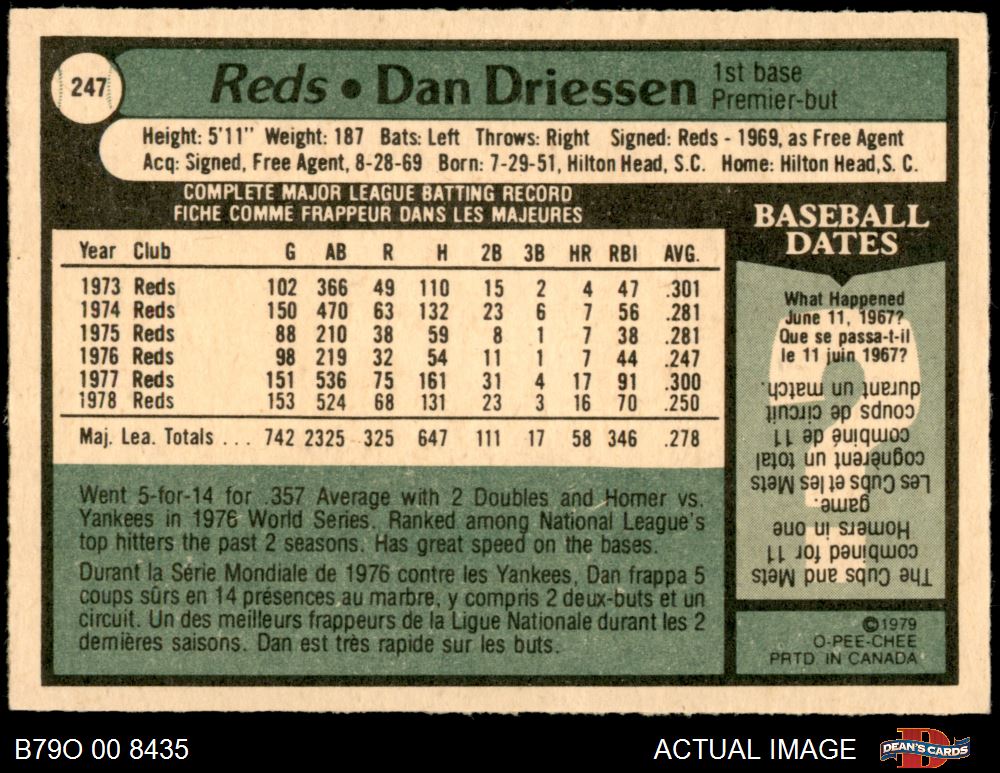 247
Reds • Dan Driessen
1st base
Premier-but
Height: 5'11" Weight: 187 Bats: Left Throws: Right Signed: Reds - 1969, as Free Agent
Acq: Signed, Free Agent, 8-28-69 Born: 7-29-51, Hilton Head, S.C. Home: Hilton Head,S. C.
COMPLETE MAJOR LEAGUE BATTING RECORD
FICHE COMME FRAPPEUR DANS LES MAJEURES
Year Club G AB R H 2B 3B HR RBI AVG.
1973 Reds 102 366 49 110 15 2 4 47 .301
1974 Reds 150 470 63 132 23 6 7 56 .281
1975 Reds 88 210 38 59 8 1 7 38 .281
1976 Reds 98 219 32 54 11 1 7 44 .247
1977 Reds 151 536 75 161 31 4 17 91 .300
1978 Reds 153 524 68 131 23 3 16 70 .250
Maj. Lea. Totals . . . 742 2325 325 647 111 17 58 346 .278
Went 5-for-14 for .357 Average with 2 Doubles and Homer vs.
Yankees in 1976 World Series. Ranked among National League's
top hitters the past 2 seasons. Has great speed on the bases.
Durant la Série Mondiale de 1976 contre les Yankees, Dan frappa 5
coups sûrs en 14 présences au marbre, y compris 2 deux-buts et un
circuit. Un des meilleurs frappeurs de la Ligue Nationale durant les 2
dernières saisons. Dan est très rapide sur les buts.
BASEBALL
DATES
What Happened
June 11, 1967?
Que se passa-t-il
le 11 juin 1967?
The Cubs and Mets
combined for 11
Homers in one
game.
Les Cubs et les Mets
cognèrent un total
combiné de 11
coups de circuit
durant un match.
©1979
O-PEE-CHEE
PRTD. IN CANADA
B79O 00 8435
ACTUAL IMAGE
DEAN'S CARDS